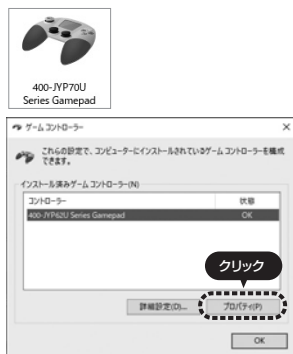 400-JYP70U
Series Gamepad
ゲーム コントローラー
これらの設定で、コンピューターにインストールされているゲーム コントローラーを構成
できます。
インストール済みゲーム コントローラー(N)
コントローラー 状態
400-JYP62U Series Gamepad OK
クリック
詳細設定(D)... プロパティ(P)
OK